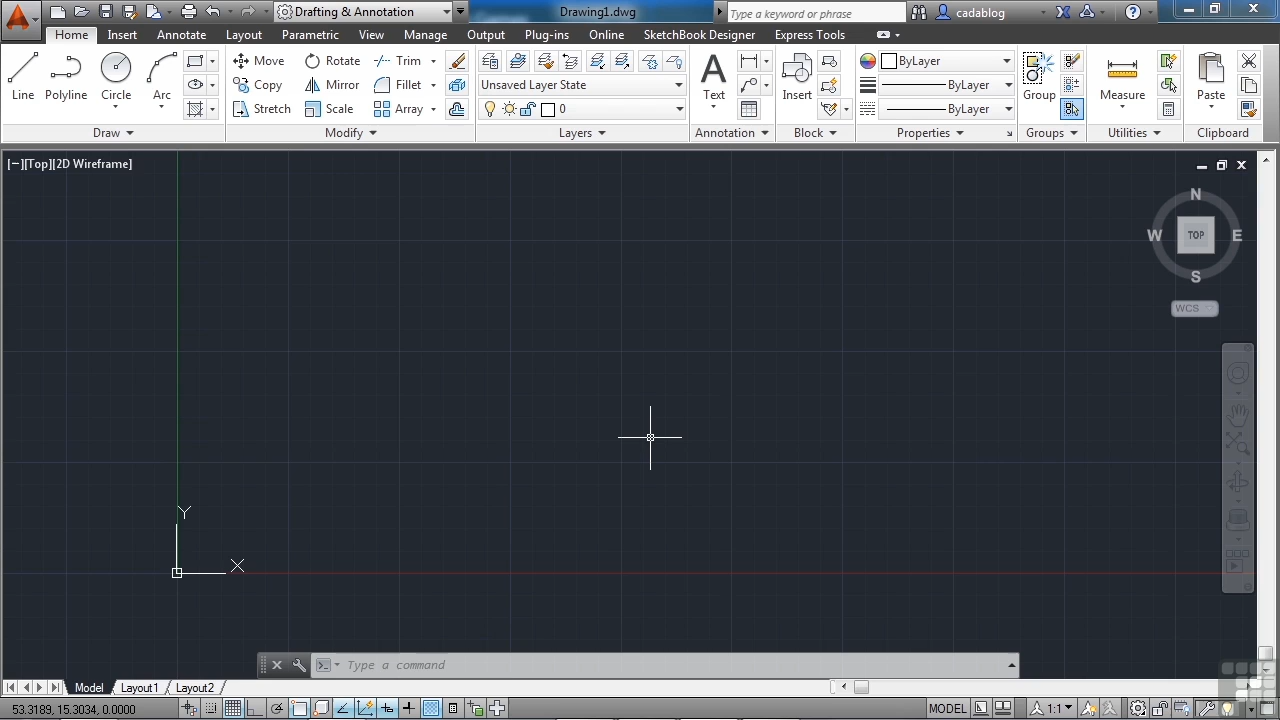 Drafting & Annotation
Drawing1.dwg
Type a keyword or phrase
cadablog
Home Insert Annotate Layout Parametric View Manage Output Plug-ins Online SketchBook Designer Express Tools
Line Polyline Circle Arc
Move Rotate Trim
Copy Mirror Fillet
Stretch Scale Array
Unsaved Layer State
0
Text
Insert
ByLayer
ByLayer
ByLayer
Group
Measure
Paste
Draw Modify Layers Annotation Block Properties Groups Utilities Clipboard
[−][Top][2D Wireframe]
N
W TOP E
S
WCS
Y
X
Type a command
Model Layout1 Layout2
53.3189, 15.3034, 0.0000
MODEL
1:1